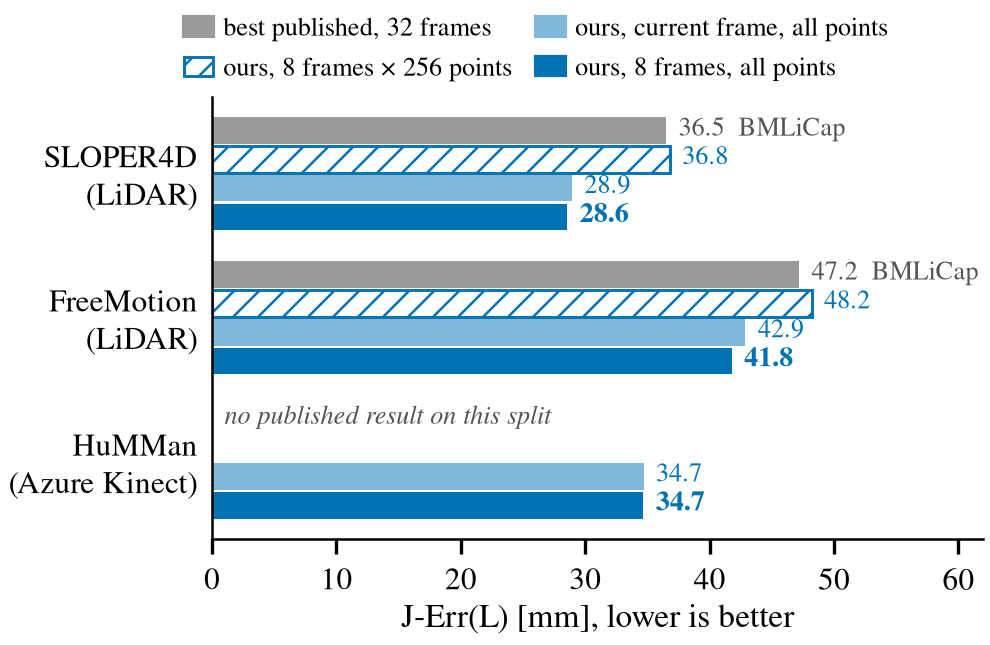 best published, 32 frames
ours, current frame, all points
ours, 8 frames × 256 points
ours, 8 frames, all points
SLOPER4D
(LiDAR)
36.5 BMLiCap
36.8
28.9
28.6
FreeMotion
(LiDAR)
47.2 BMLiCap
48.2
42.9
41.8
HuMMan
(Azure Kinect)
no published result on this split
34.7
34.7
0 10 20 30 40 50 60
J-Err(L) [mm], lower is better